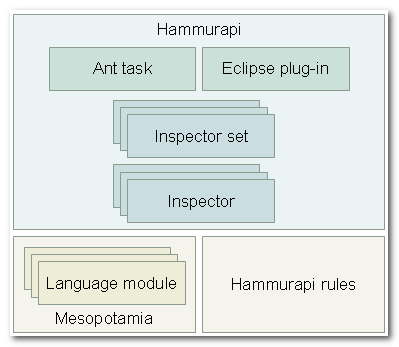 Hammurapi
Ant task
Eclipse plug-in
Inspector set
Inspector
Language module
Mesopotamia
Hammurapi rules